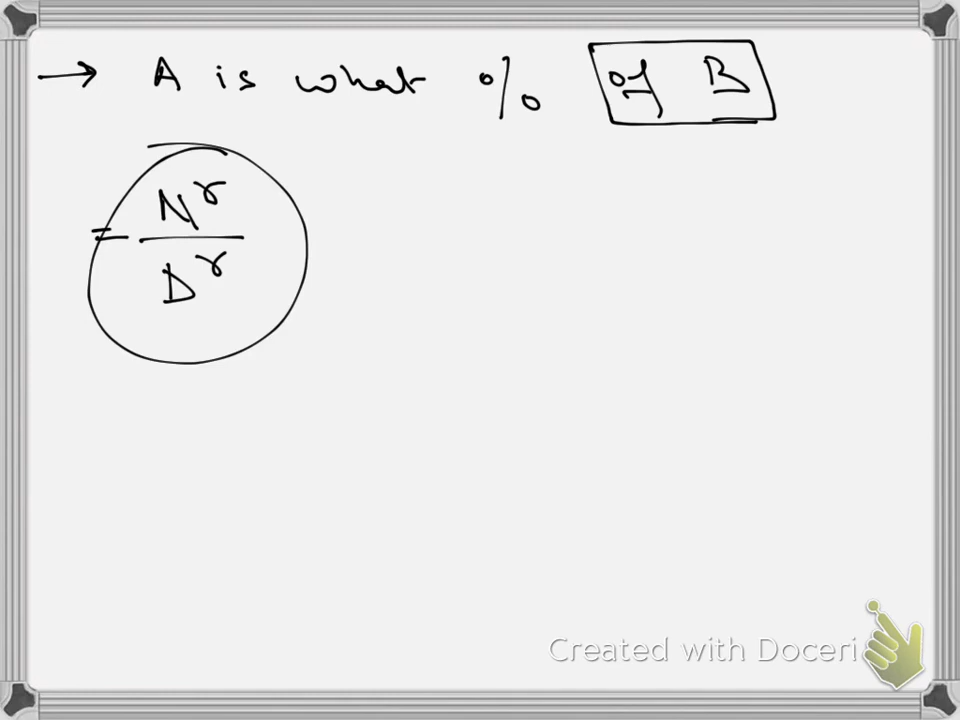 → A is what % of B
= Nʳ
Dʳ
Created with Doceri